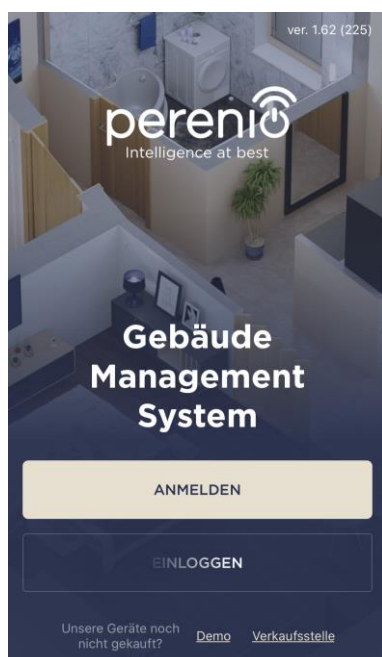 ver. 1.62 (225)
perenio
Intelligence at best
Gebäude
Management
System
ANMELDEN
EINLOGGEN
Unsere Geräte noch
nicht gekauft?
Demo
Verkaufsstelle